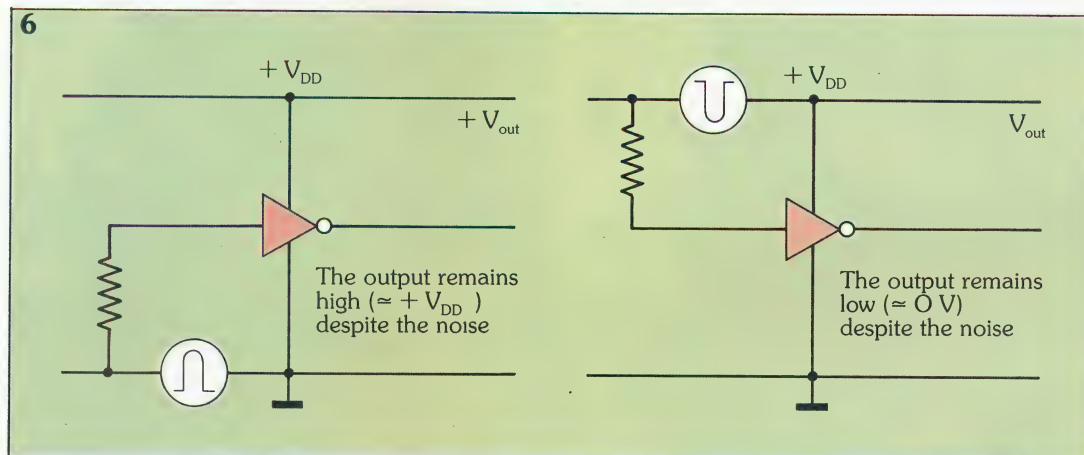 6
+ V_DD
+ V_out
The output remains
high (≃ + V_DD )
despite the noise
+ V_DD
V_out
The output remains
low (≃ O V)
despite the noise